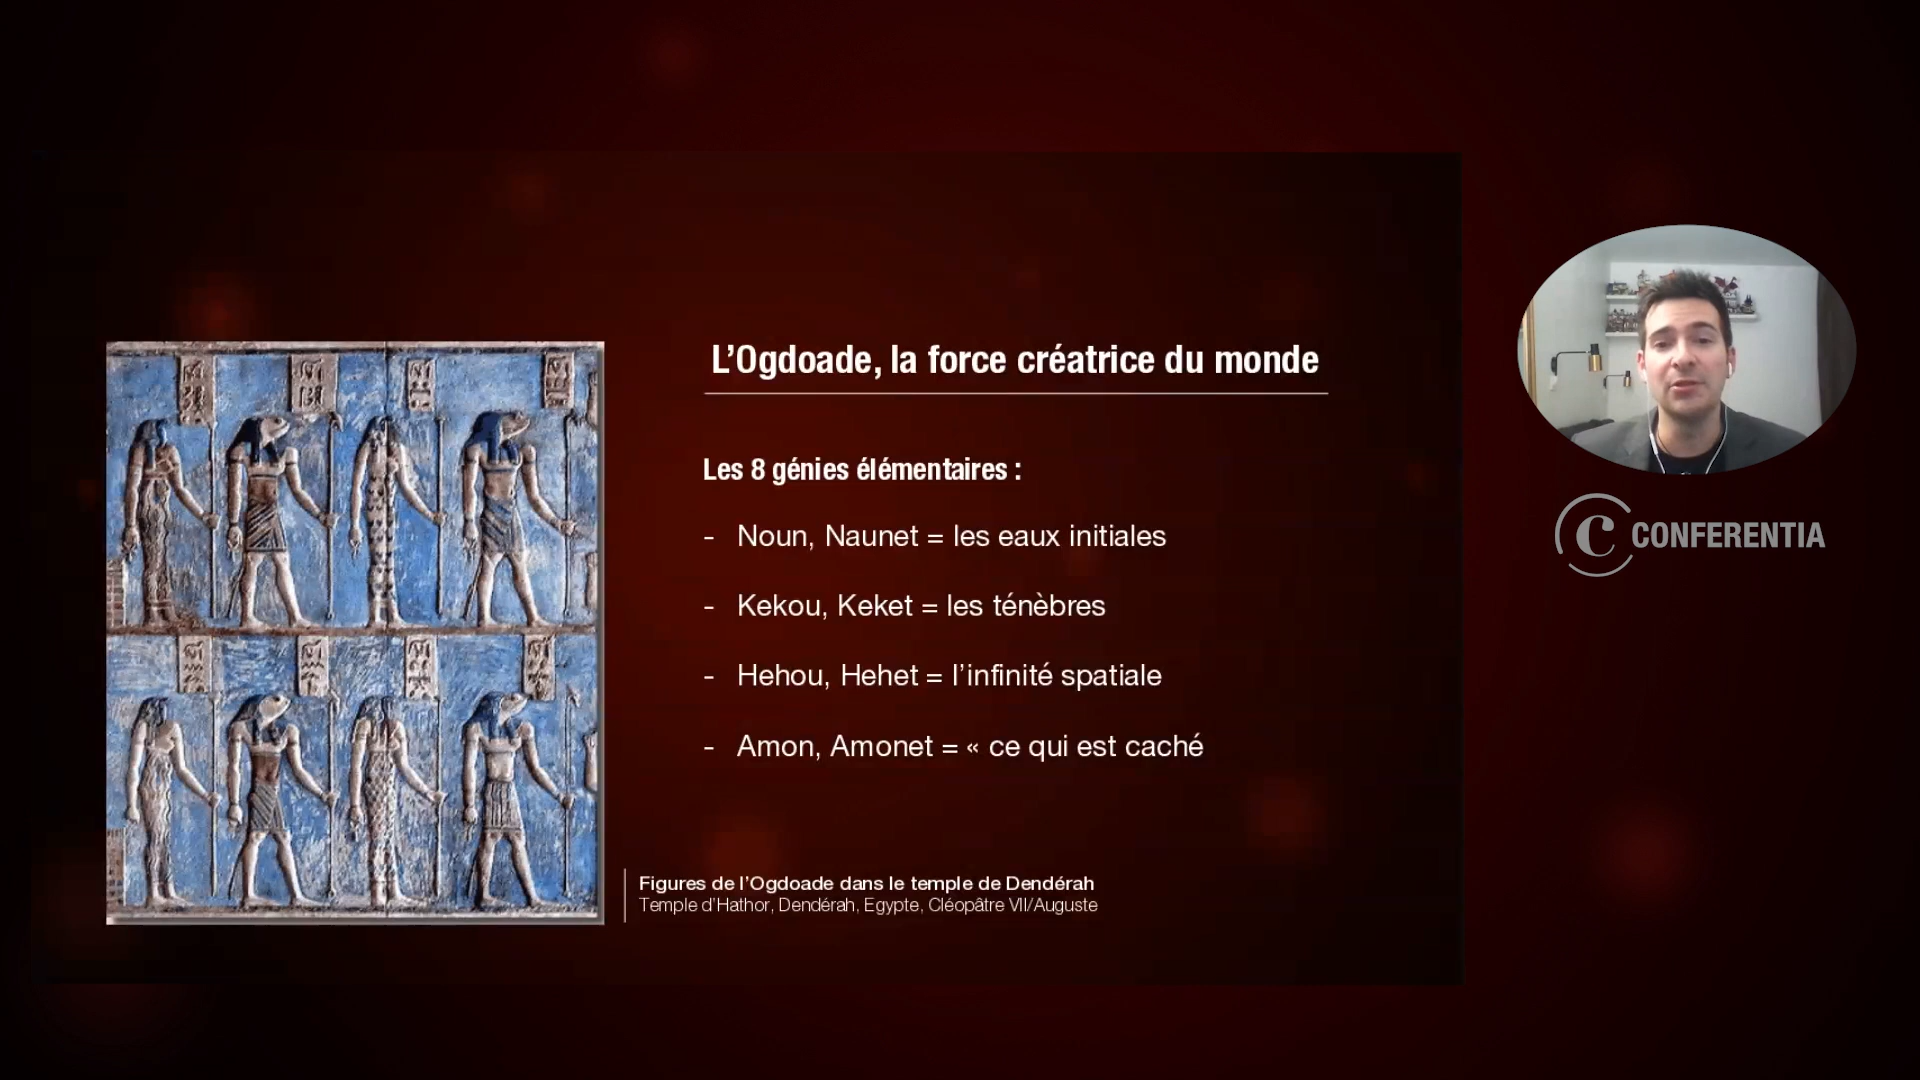 L’Ogdoade, la force créatrice du monde
Les 8 génies élémentaires :
- Noun, Naunet = les eaux initiales
- Kekou, Keket = les ténèbres
- Hehou, Hehet = l’infinité spatiale
- Amon, Amonet = « ce qui est caché
Figures de l’Ogdoade dans le temple de Dendérah
Temple d’Hathor, Dendérah, Egypte, Cléopâtre VII/Auguste
C CONFERENTIA